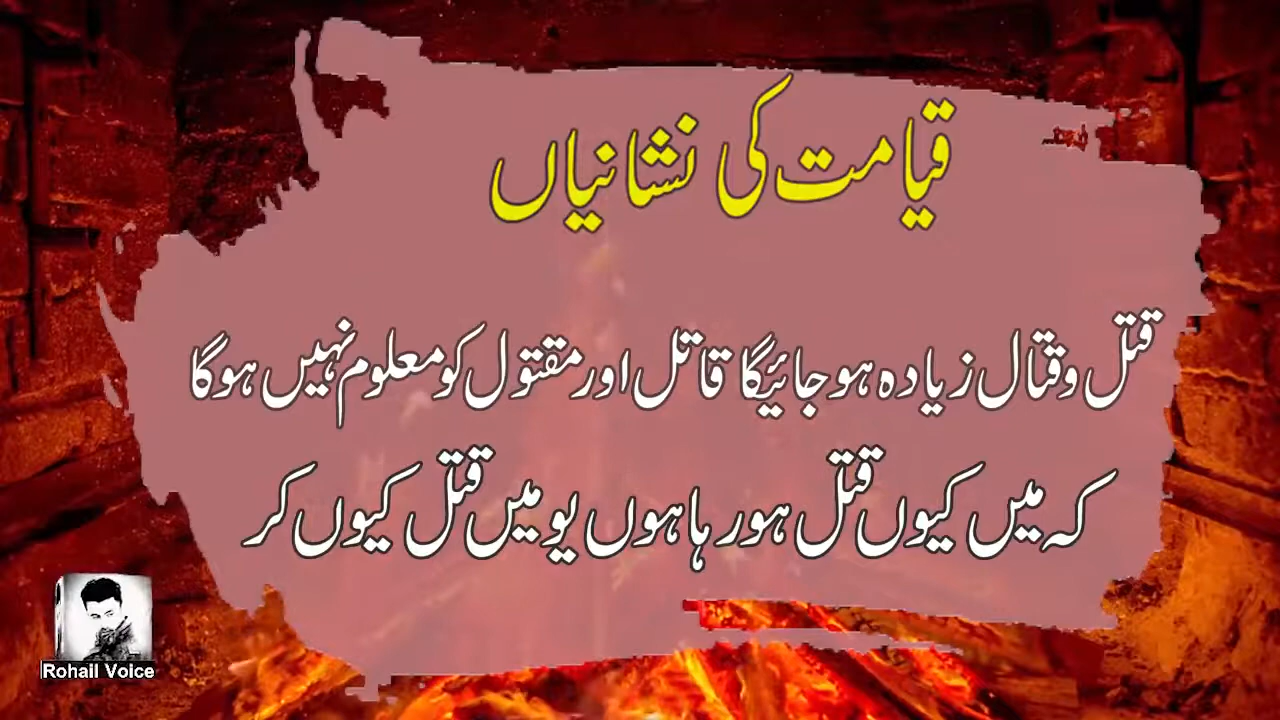 قیامت کی نشانیاں
قتل و قتال زیادہ ہو جائیگا قاتل اور مقتول کو معلوم نہیں ہوگا
کہ میں کیوں قتل ہو رہا ہوں یو میں قتل کیوں کر
Rohail Voice